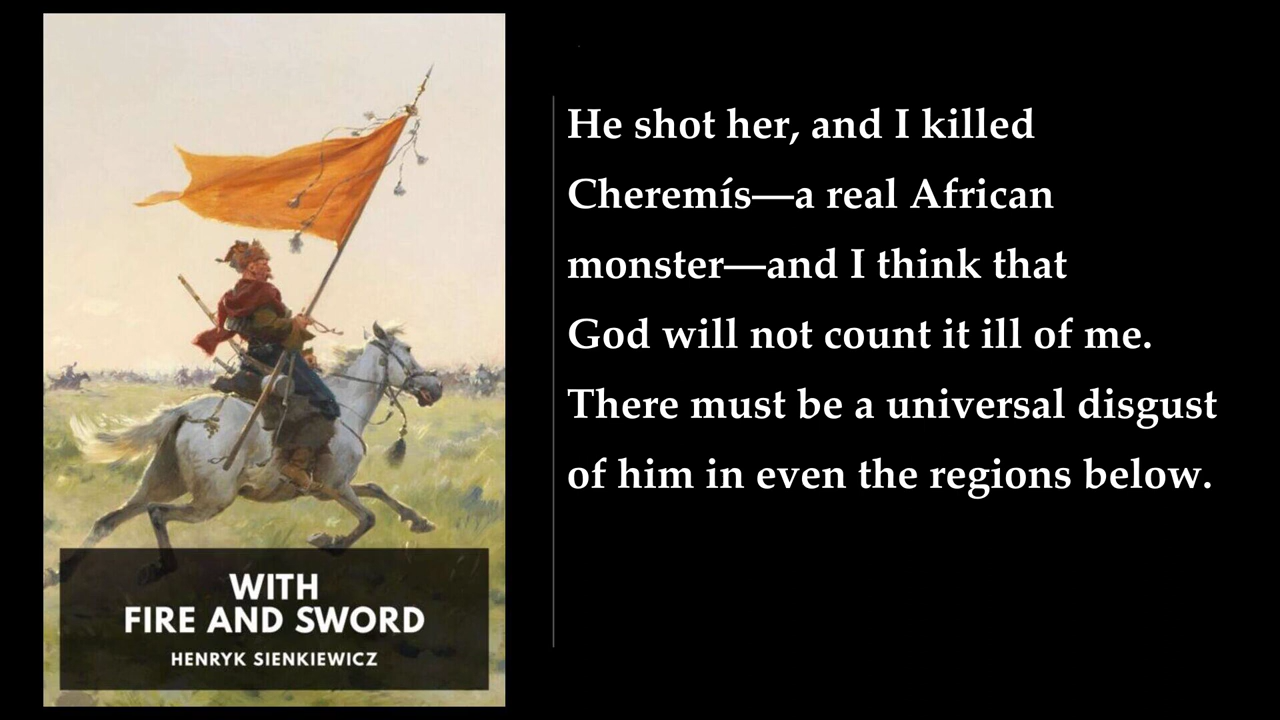 He shot her, and I killed
Cheremís—a real African
monster—and I think that
God will not count it ill of me.
There must be a universal disgust
of him in even the regions below.
WITH
FIRE AND SWORD
HENRYK SIENKIEWICZ